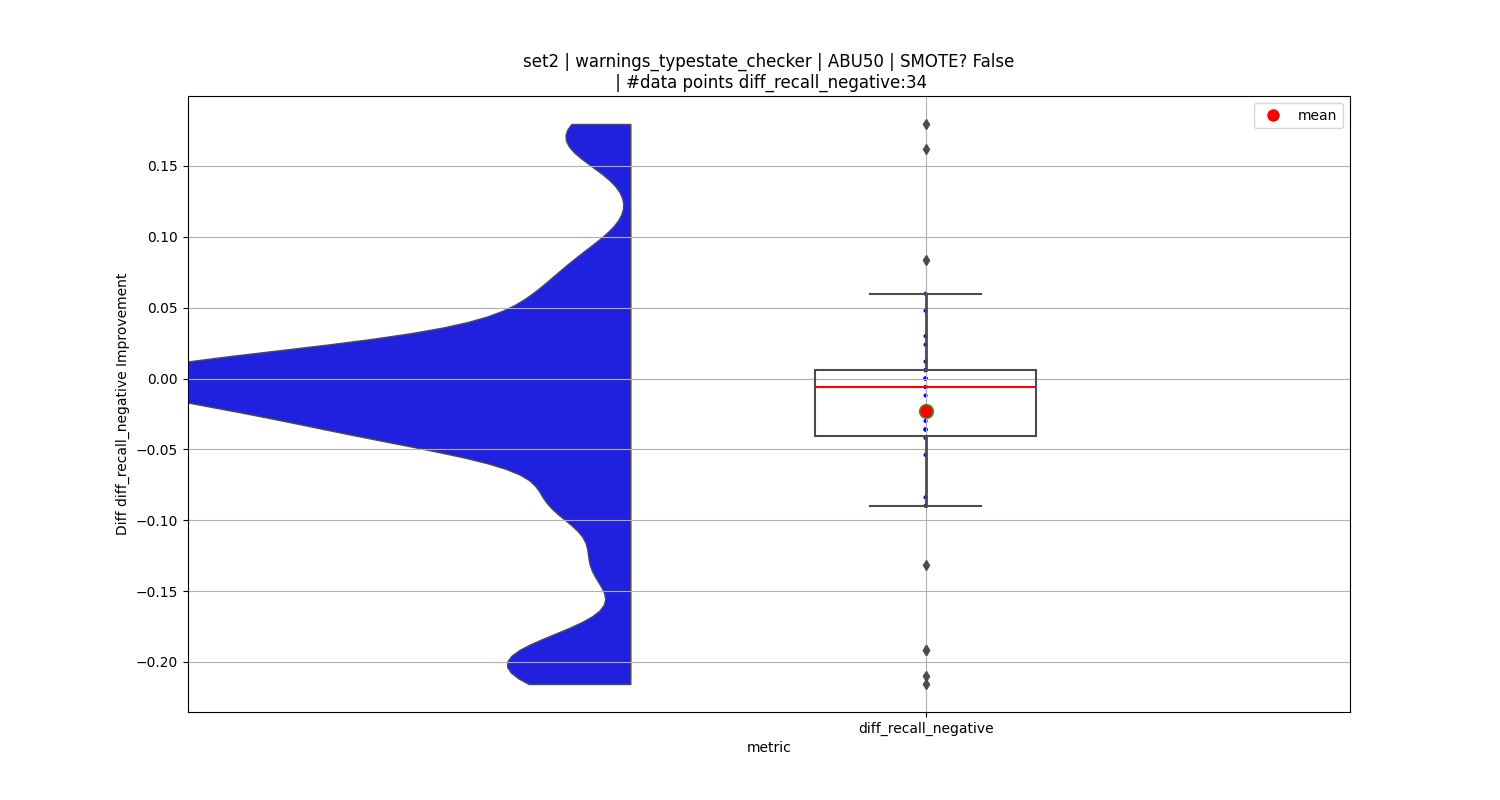 set2 | warnings_typestate_checker | ABU50 | SMOTE? False
| #data points diff_recall_negative:34
mean
0.15
0.10
0.05
0.00
−0.05
−0.10
−0.15
−0.20
Diff diff_recall_negative Improvement
diff_recall_negative
metric